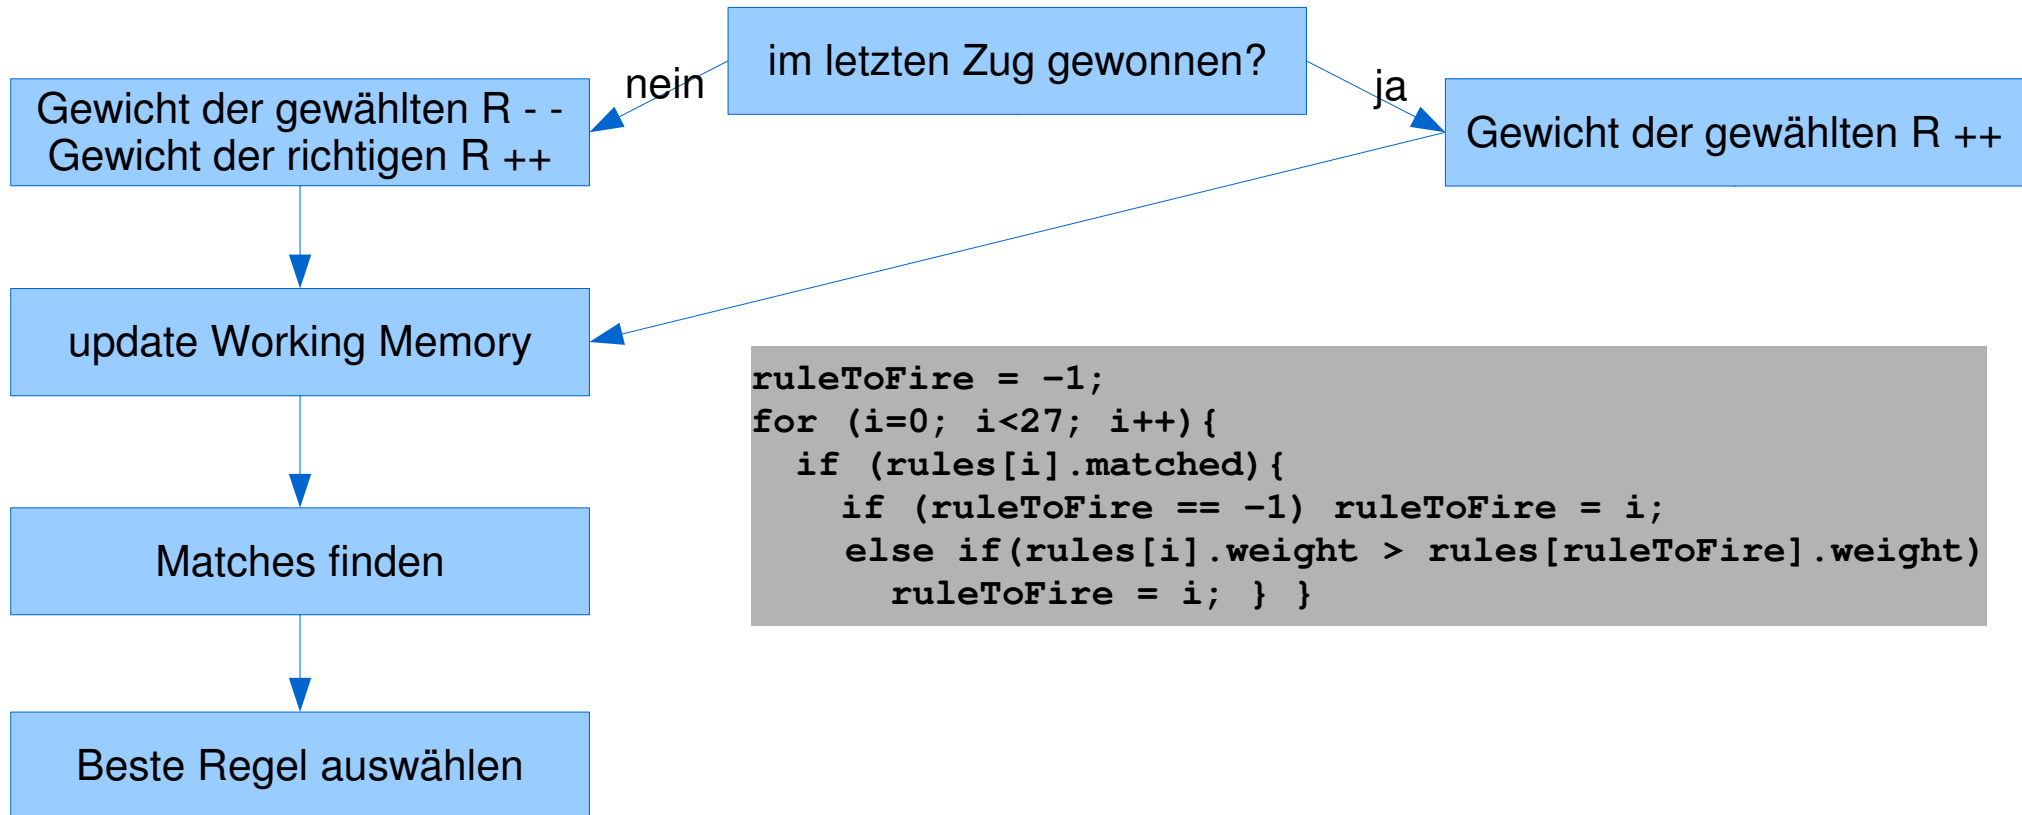 im letzten Zug gewonnen?
nein
ja
Gewicht der gewählten R - -
Gewicht der richtigen R ++
Gewicht der gewählten R ++
update Working Memory
ruleToFire = -1;
for (i=0; i<27; i++){
  if (rules[i].matched){
    if (ruleToFire == -1) ruleToFire = i;
    else if(rules[i].weight > rules[ruleToFire].weight)
      ruleToFire = i; } }
Matches finden
Beste Regel auswählen